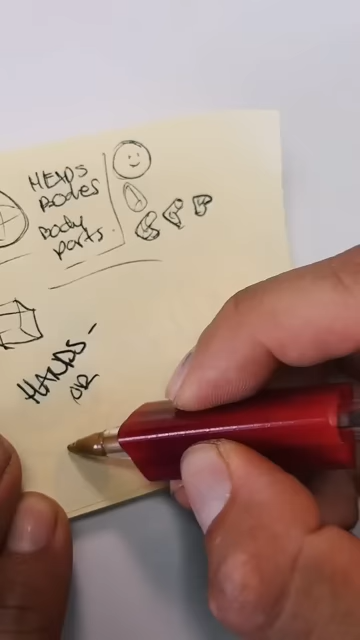 HEADS
Bodies
Body
parts.
HANDS-
OR